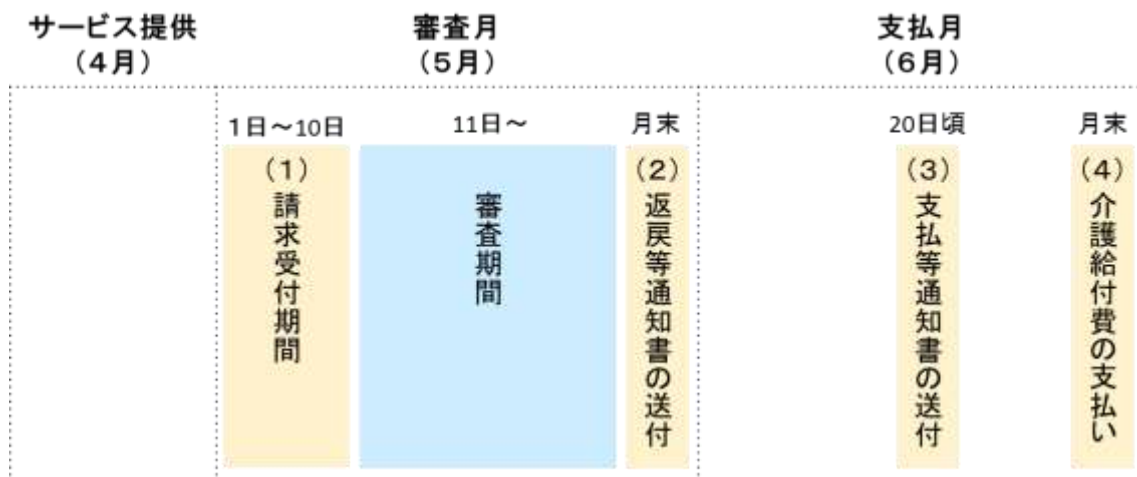 サービス提供
（４月）
審査月
（５月）
支払月
（６月）
１日～10日
11日～
月末
20日頃
月末
（１）
請求受付期間
審査期間
（２）
返戻等通知書の送付
（３）
支払等通知書の送付
（４）
介護給付費の支払い